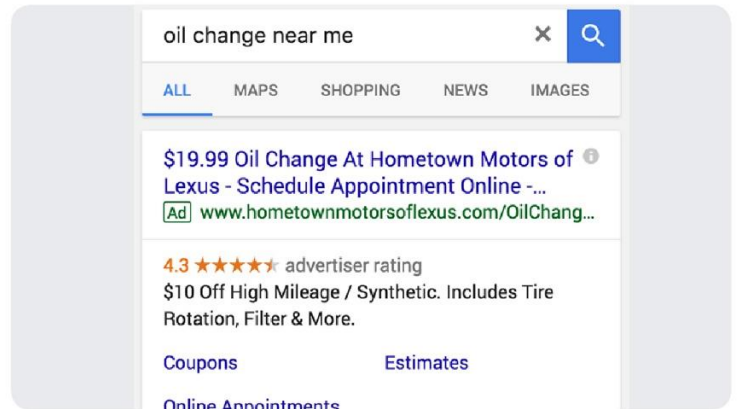 oil change near me
ALL MAPS SHOPPING NEWS IMAGES
$19.99 Oil Change At Hometown Motors of
Lexus - Schedule Appointment Online -...
Ad www.hometownmotorsoflexus.com/OilChang...
4.3 ★★★★★ advertiser rating
$10 Off High Mileage / Synthetic. Includes Tire
Rotation, Filter & More.
Coupons Estimates
Online Appointments